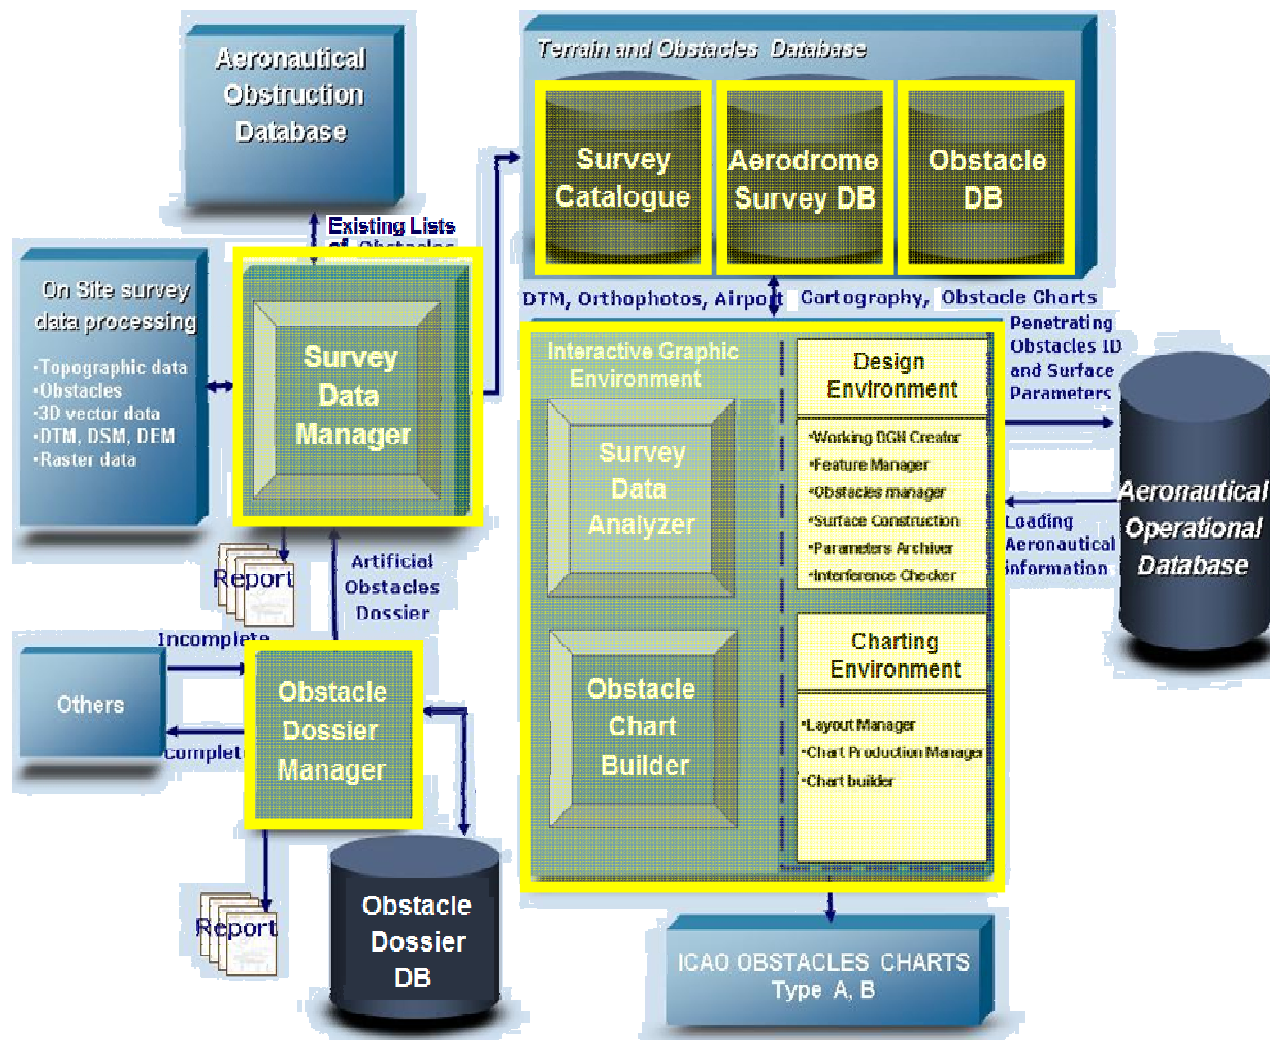 Aeronautical
Obstruction
Database
Terrain and Obstacles Database
Survey
Catalogue
Aerodrome
Survey DB
Obstacle
DB
Existing Lists
of Obstacles
On Site survey
data processing
•Topographic data
•Obstacles
•3D vector data
•DTM, DSM, DEM
•Raster data
Survey
Data
Manager
DTM, Orthophotos, Airport Cartography, Obstacle Charts
Interactive Graphic
Environment
Survey
Data
Analyzer
Obstacle
Chart
Builder
Design
Environment
•Working DGN Creator
•Feature Manager
•Obstacles manager
•Surface Construction
•Parameters Archiver
•Interference Checker
Charting
Environment
•Layout Manager
•Chart Production Manager
•Chart builder
Penetrating
Obstacles ID
and Surface
Parameters
Loading
Aeronautical
information
Aeronautical
Operational
Database
Report
Artificial
Obstacles
Dossier
Incomplete
Others
complete
Obstacle
Dossier
Manager
Report
Obstacle
Dossier
DB
ICAO OBSTACLES CHARTS
Type A, B